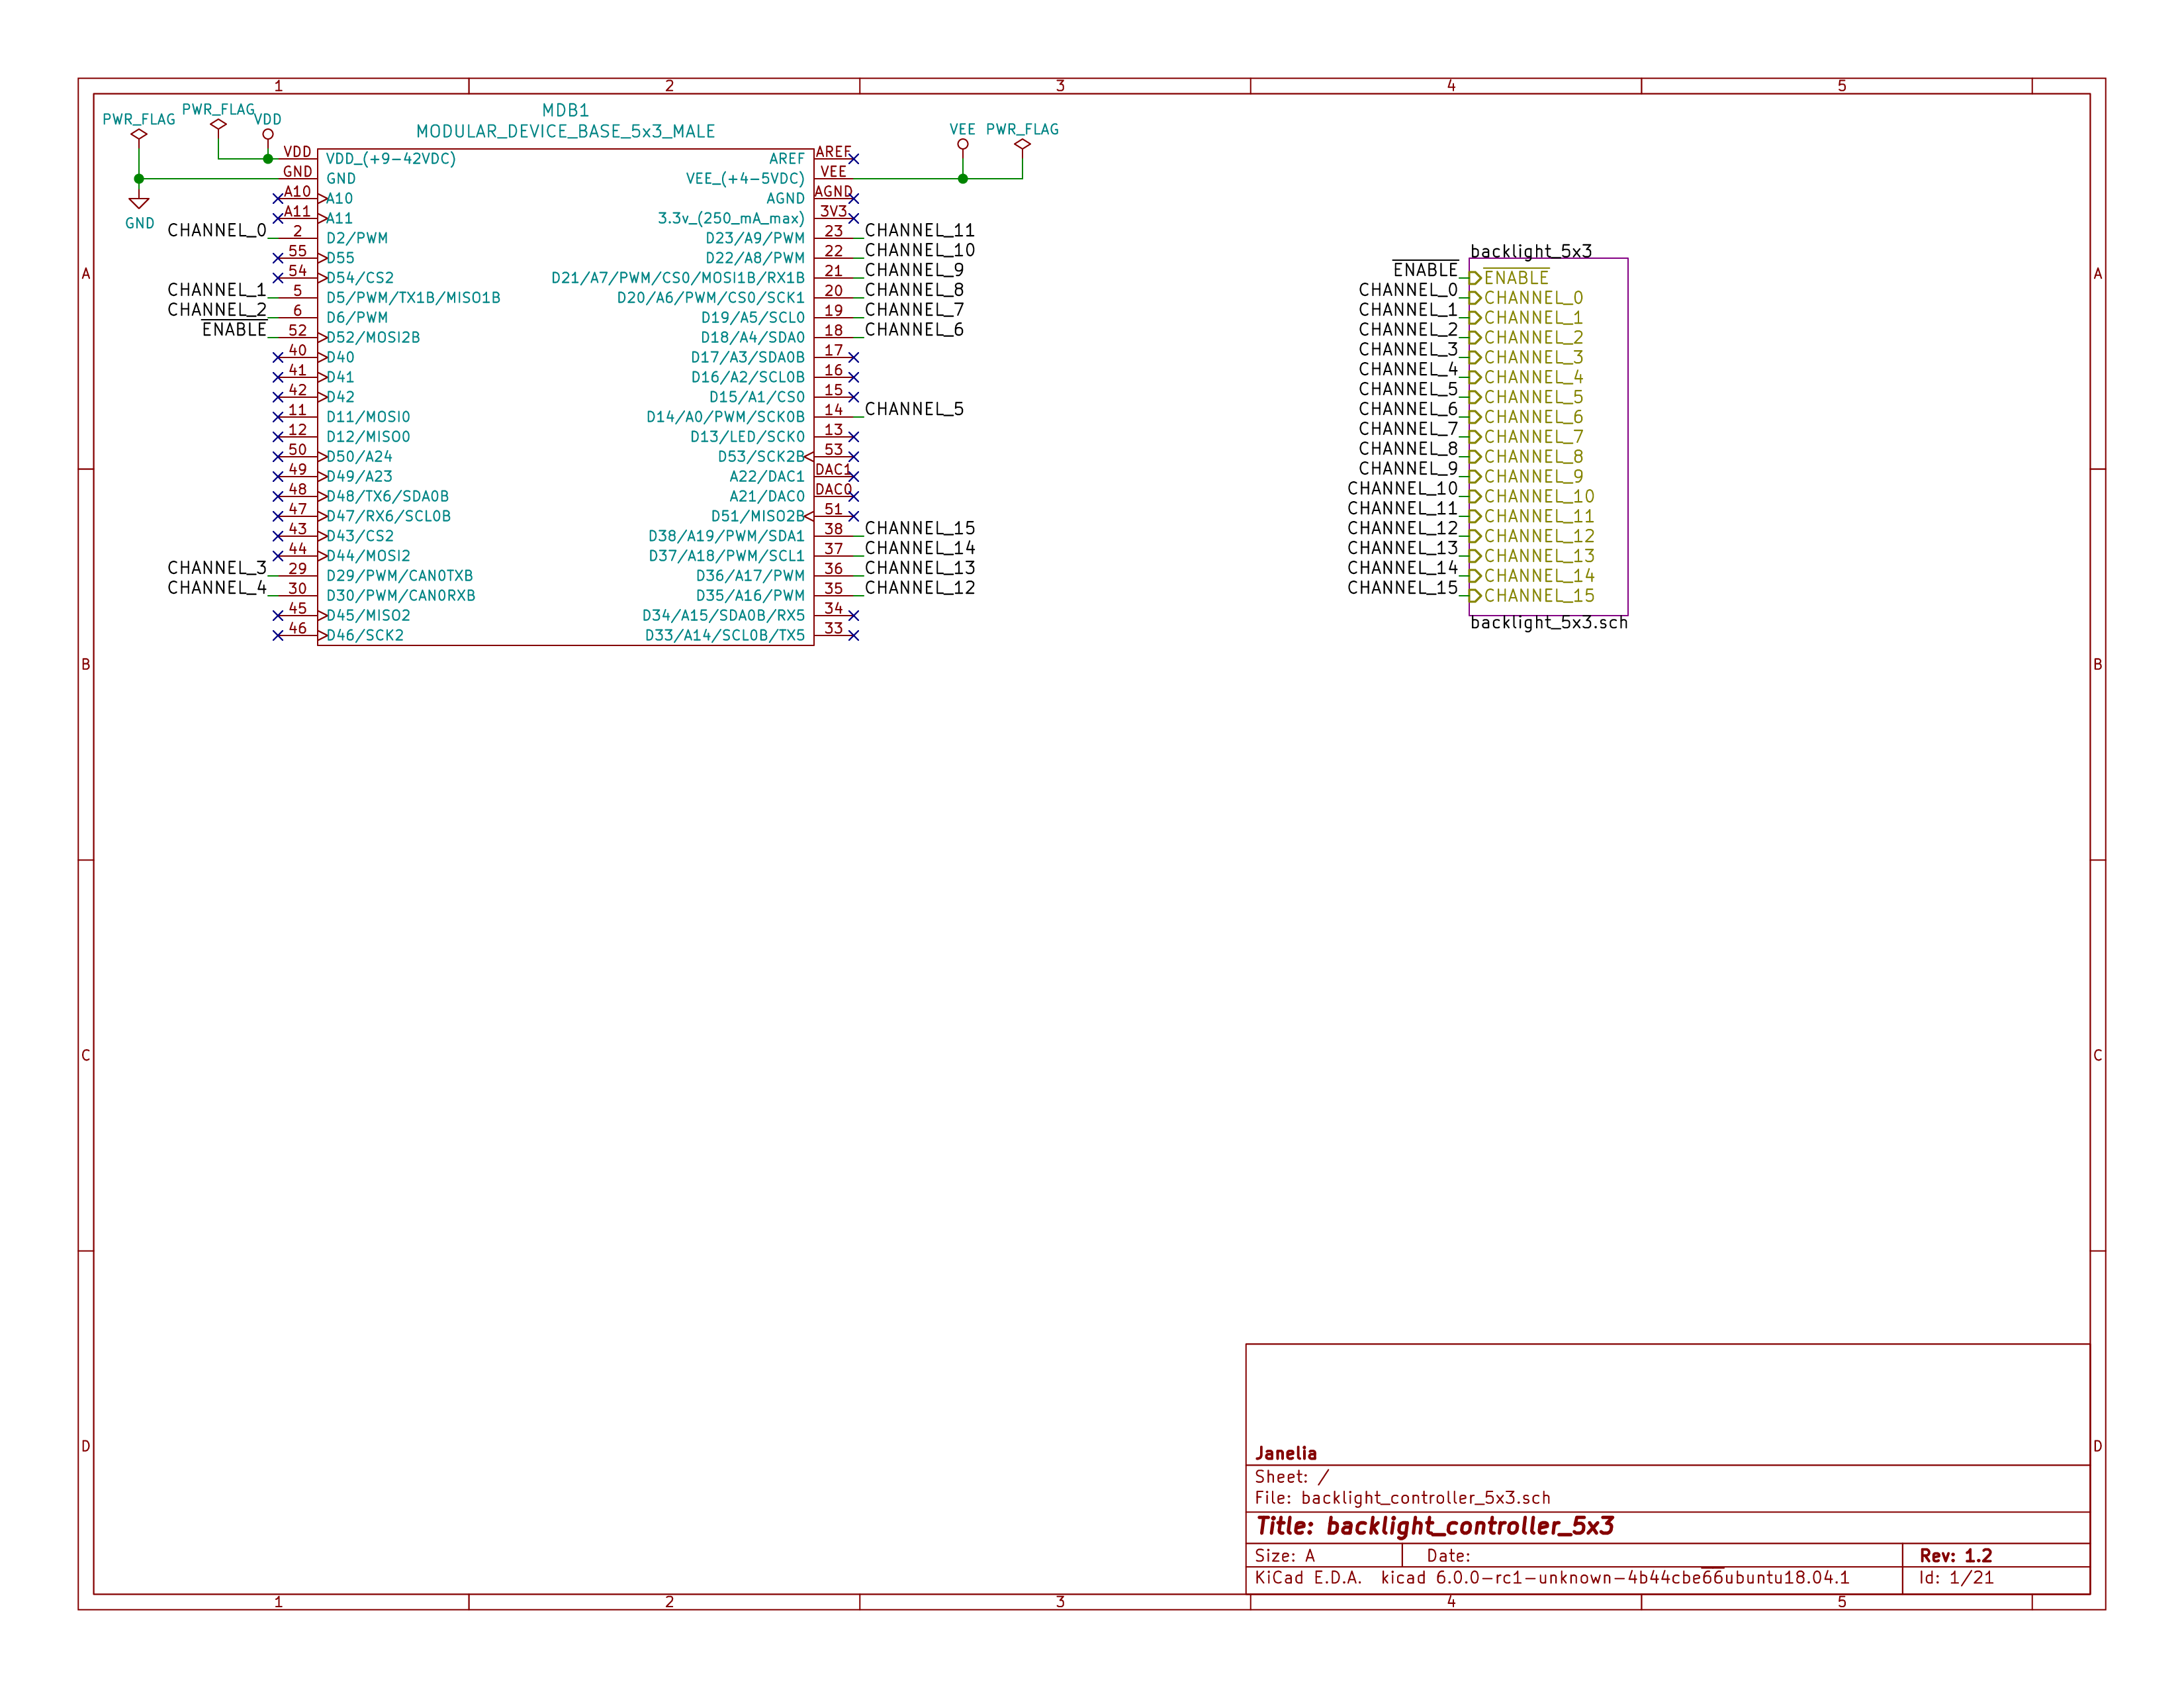 1 2 3 4 5
PWR_FLAG
PWR_FLAG
VDD
MDB1
MODULAR_DEVICE_BASE_5x3_MALE
VEE PWR_FLAG
VDD VDD_(+9-42VDC) AREF AREF
GND GND VEE_(+4-5VDC) VEE
A10 A10 AGND AGND
A11 A11 3.3v_(250_mA_max) 3V3
GND
CHANNEL_0 2 D2/PWM D23/A9/PWM 23 CHANNEL_11
55 D55 D22/A8/PWM 22 CHANNEL_10
54 D54/CS2 D21/A7/PWM/CS0/MOSI1B/RX1B 21 CHANNEL_9
CHANNEL_1 5 D5/PWM/TX1B/MISO1B D20/A6/PWM/CS0/SCK1 20 CHANNEL_8
CHANNEL_2 6 D6/PWM D19/A5/SCL0 19 CHANNEL_7
ENABLE 52 D52/MOSI2B D18/A4/SDA0 18 CHANNEL_6
40 D40 D17/A3/SDA0B 17
41 D41 D16/A2/SCL0B 16
42 D42 D15/A1/CS0 15
11 D11/MOSI0 D14/A0/PWM/SCK0B 14 CHANNEL_5
12 D12/MISO0 D13/LED/SCK0 13
50 D50/A24 D53/SCK2B 53
49 D49/A23 A22/DAC1 DAC1
48 D48/TX6/SDA0B A21/DAC0 DAC0
47 D47/RX6/SCL0B D51/MISO2B 51
43 D43/CS2 D38/A19/PWM/SDA1 38 CHANNEL_15
44 D44/MOSI2 D37/A18/PWM/SCL1 37 CHANNEL_14
CHANNEL_3 29 D29/PWM/CAN0TXB D36/A17/PWM 36 CHANNEL_13
CHANNEL_4 30 D30/PWM/CAN0RXB D35/A16/PWM 35 CHANNEL_12
45 D45/MISO2 D34/A15/SDA0B/RX5 34
46 D46/SCK2 D33/A14/SCL0B/TX5 33
backlight_5x3
ENABLE ENABLE
CHANNEL_0 CHANNEL_0
CHANNEL_1 CHANNEL_1
CHANNEL_2 CHANNEL_2
CHANNEL_3 CHANNEL_3
CHANNEL_4 CHANNEL_4
CHANNEL_5 CHANNEL_5
CHANNEL_6 CHANNEL_6
CHANNEL_7 CHANNEL_7
CHANNEL_8 CHANNEL_8
CHANNEL_9 CHANNEL_9
CHANNEL_10 CHANNEL_10
CHANNEL_11 CHANNEL_11
CHANNEL_12 CHANNEL_12
CHANNEL_13 CHANNEL_13
CHANNEL_14 CHANNEL_14
CHANNEL_15 CHANNEL_15
backlight_5x3.sch
A A
B B
C C
D D
Janelia
Sheet: /
File: backlight_controller_5x3.sch
Title: backlight_controller_5x3
Size: A Date: Rev: 1.2
KiCad E.D.A. kicad 6.0.0-rc1-unknown-4b44cbe66ubuntu18.04.1 Id: 1/21
1 2 3 4 5